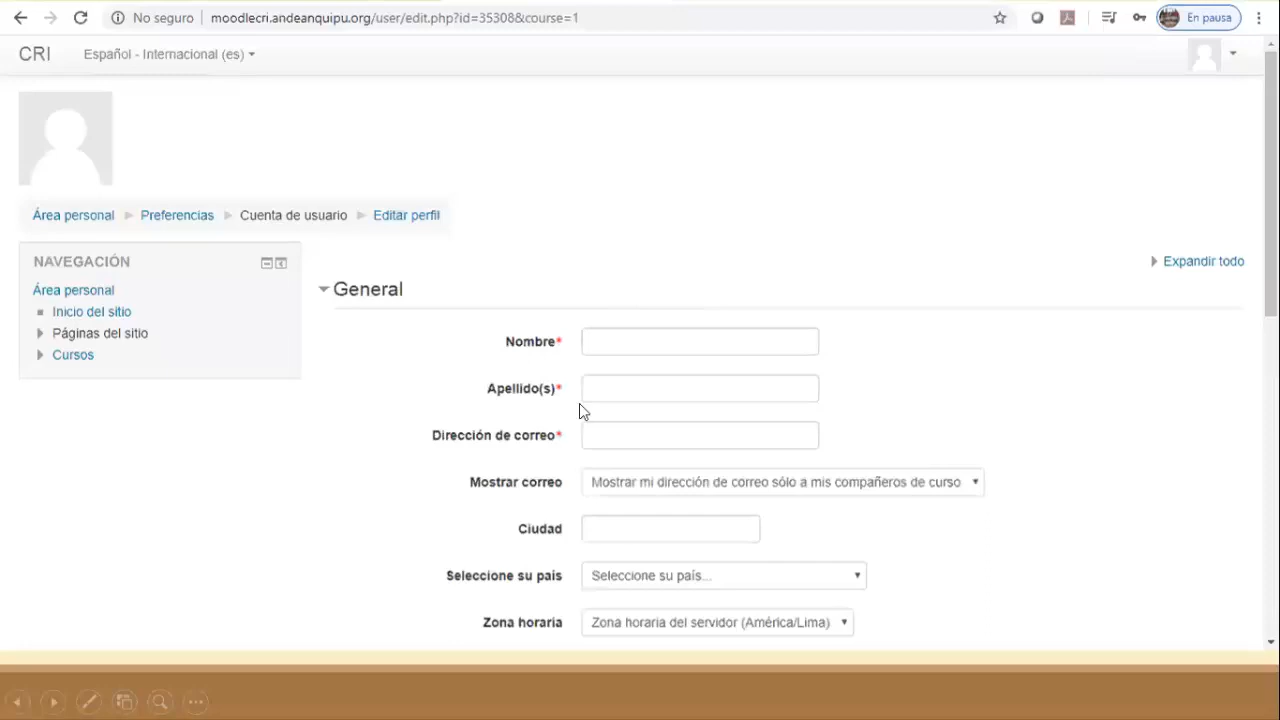 No seguro
moodlecri.andeanquipu.org/user/edit.php?id=35308&course=1
En pausa
CRI
Español - Internacional (es)
Área personal Preferencias Cuenta de usuario Editar perfil
NAVEGACIÓN
Área personal
Inicio del sitio
Páginas del sitio
Cursos
Expandir todo
General
Nombre*
Apellido(s)*
Dirección de correo*
Mostrar correo Mostrar mi dirección de correo sólo a mis compañeros de curso
Ciudad
Seleccione su país Seleccione su país...
Zona horaria Zona horaria del servidor (América/Lima)